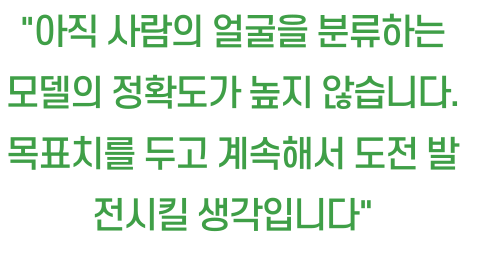 "아직 사람의 얼굴을 분류하는
모델의 정확도가 높지 않습니다.
목표치를 두고 계속해서 도전 발
전시킬 생각입니다"